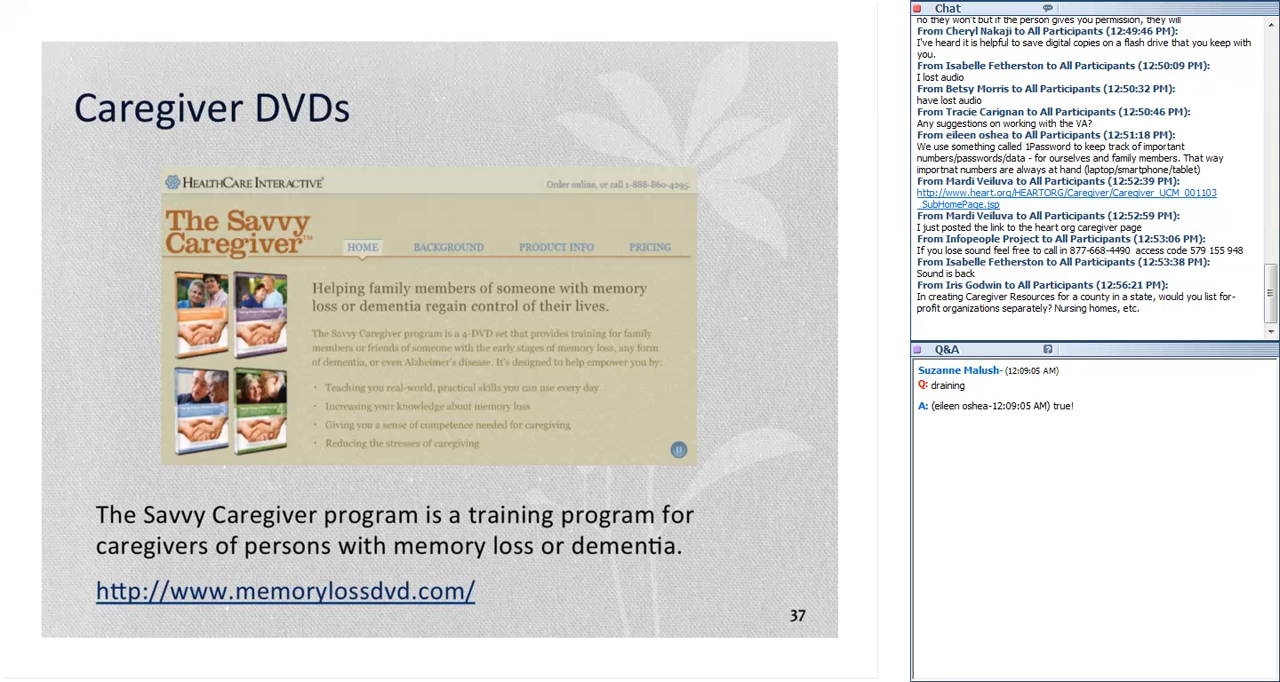 Caregiver DVDs
HEALTHCARE INTERACTIVE®
Order online, or call 1-888-860-4295.
The Savvy
Caregiver™
HOME BACKGROUND PRODUCT INFO PRICING
Helping family members of someone with memory
loss or dementia regain control of their lives.
The Savvy Caregiver program is a 4-DVD set that provides training for family
members or friends of someone with the early stages of memory loss, any form
of dementia, or even Alzheimer's disease. It's designed to help empower you by:
· Teaching you real-world, practical skills you can use every day
· Increasing your knowledge about memory loss
· Giving you a sense of competence needed for caregiving
· Reducing the stresses of caregiving
The Savvy Caregiver program is a training program for
caregivers of persons with memory loss or dementia.
http://www.memorylossdvd.com/
37
Chat
no they won't but if the person gives you permission, they will
From Cheryl Nakaji to All Participants (12:49:46 PM):
I've heard it is helpful to save digital copies on a flash drive that you keep with
you.
From Isabelle Fetherston to All Participants (12:50:09 PM):
I lost audio
From Betsy Morris to All Participants (12:50:32 PM):
have lost audio
From Tracie Carignan to All Participants (12:50:46 PM):
Any suggestions on working with the VA?
From eileen oshea to All Participants (12:51:18 PM):
We use something called 1Password to keep track of important
numbers/passwords/data - for ourselves and family members. That way
importnat numbers are always at hand (laptop/smartphone/tablet)
From Mardi Veiluva to All Participants (12:52:39 PM):
http://www.heart.org/HEARTORG/Caregiver/Caregiver_UCM_001103
_SubHomePage.jsp
From Mardi Veiluva to All Participants (12:52:59 PM):
I just posted the link to the heart org caregiver page
From Infopeople Project to All Participants (12:53:06 PM):
If you lose sound feel free to call in 877-668-4490 access code 579 155 948
From Isabelle Fetherston to All Participants (12:53:38 PM):
Sound is back
From Iris Godwin to All Participants (12:56:21 PM):
In creating Caregiver Resources for a county in a state, would you list for-
profit organizations separately? Nursing homes, etc.
Q&A
Suzanne Malush- (12:09:05 AM)
Q: draining
A: (eileen oshea-12:09:05 AM) true!